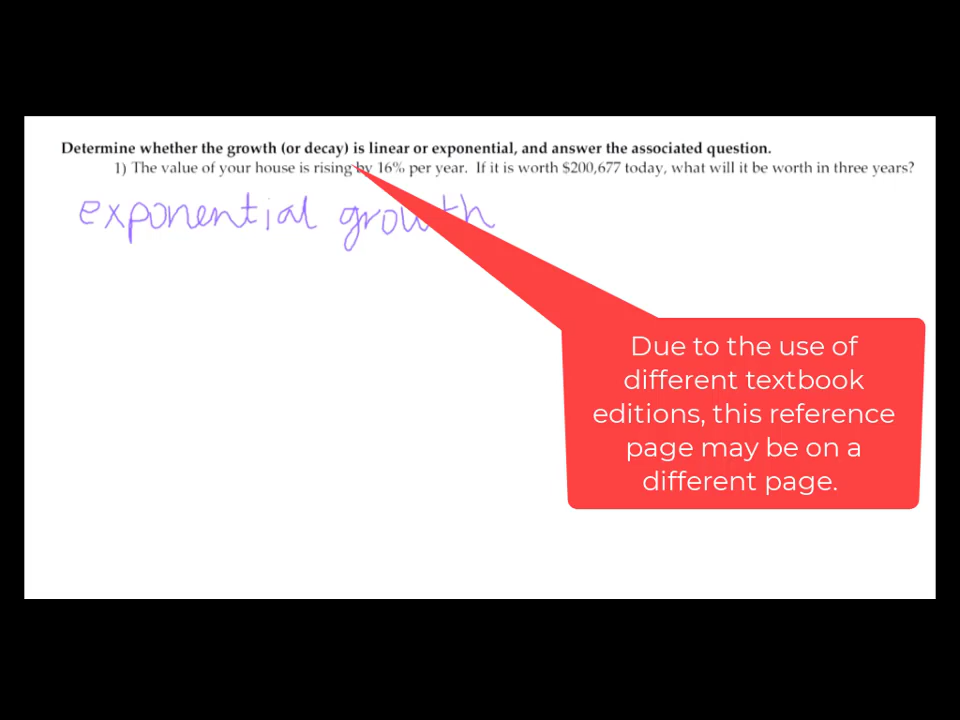 Determine whether the growth (or decay) is linear or exponential, and answer the associated question.
1) The value of your house is rising by 16% per year. If it is worth $200,677 today, what will it be worth in three years?
exponential growth
Due to the use of
different textbook
editions, this reference
page may be on a
different page.